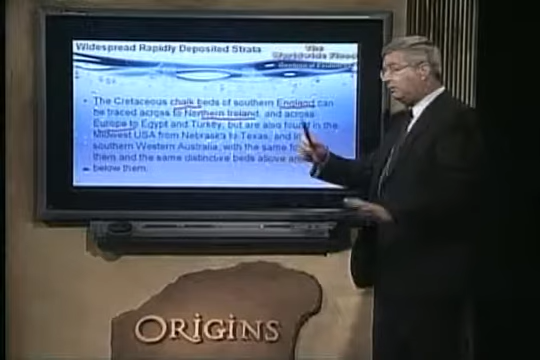 Widespread Rapidly Deposited Strata
The
Worldwide Flood
Geological Evidences
• The Cretaceous chalk beds of southern England can
be traced across to Northern Ireland, and across
Europe to Egypt and Turkey, but are also found in the
Midwest USA from Nebraska to Texas, and in
southern Western Australia, with the same
them and the same distinctive beds above
below them.
ORIGINS